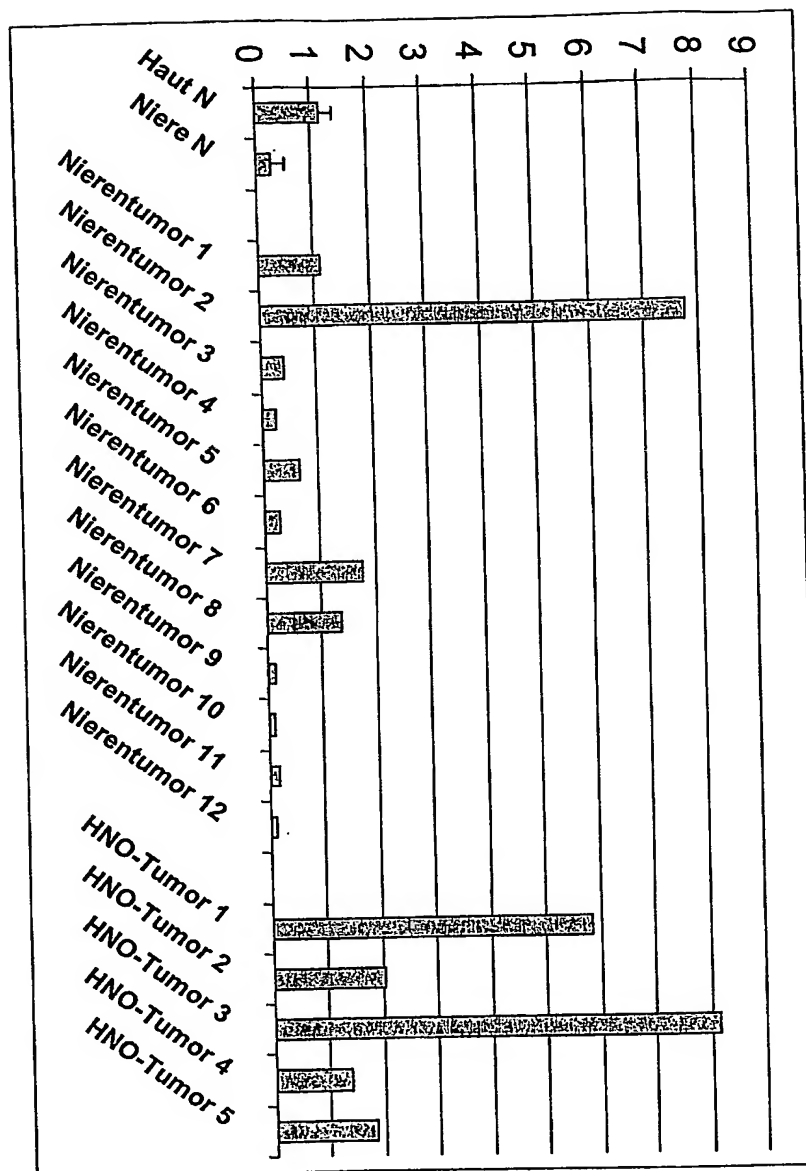 0 1 2 3 4 5 6 7 8 9
Haut N
Niere N
Nierentumor 1
Nierentumor 2
Nierentumor 3
Nierentumor 4
Nierentumor 5
Nierentumor 6
Nierentumor 7
Nierentumor 8
Nierentumor 9
Nierentumor 10
Nierentumor 11
Nierentumor 12
HNO-Tumor 1
HNO-Tumor 2
HNO-Tumor 3
HNO-Tumor 4
HNO-Tumor 5